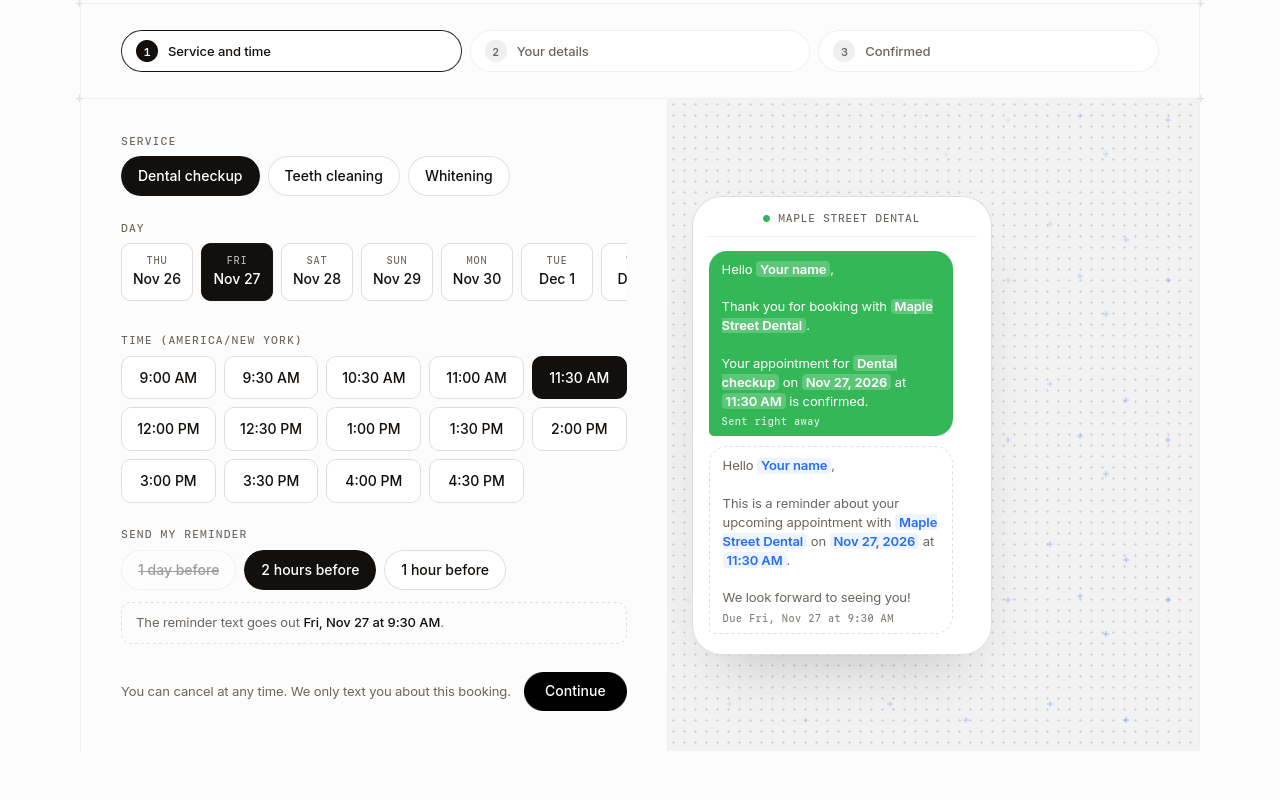 1 Service and time
2 Your details
3 Confirmed
SERVICE
Dental checkup
Teeth cleaning
Whitening
DAY
THU
Nov 26
FRI
Nov 27
SAT
Nov 28
SUN
Nov 29
MON
Nov 30
TUE
Dec 1
TIME (AMERICA/NEW YORK)
9:00 AM
9:30 AM
10:30 AM
11:00 AM
11:30 AM
12:00 PM
12:30 PM
1:00 PM
1:30 PM
2:00 PM
3:00 PM
3:30 PM
4:00 PM
4:30 PM
SEND MY REMINDER
1 day before
2 hours before
1 hour before
The reminder text goes out Fri, Nov 27 at 9:30 AM.
You can cancel at any time. We only text you about this booking.
Continue
MAPLE STREET DENTAL
Hello Your name,
Thank you for booking with Maple
Street Dental.
Your appointment for Dental
checkup on Nov 27, 2026 at
11:30 AM is confirmed.
Sent right away
Hello Your name,
This is a reminder about your
upcoming appointment with Maple
Street Dental on Nov 27, 2026 at
11:30 AM.
We look forward to seeing you!
Due Fri, Nov 27 at 9:30 AM